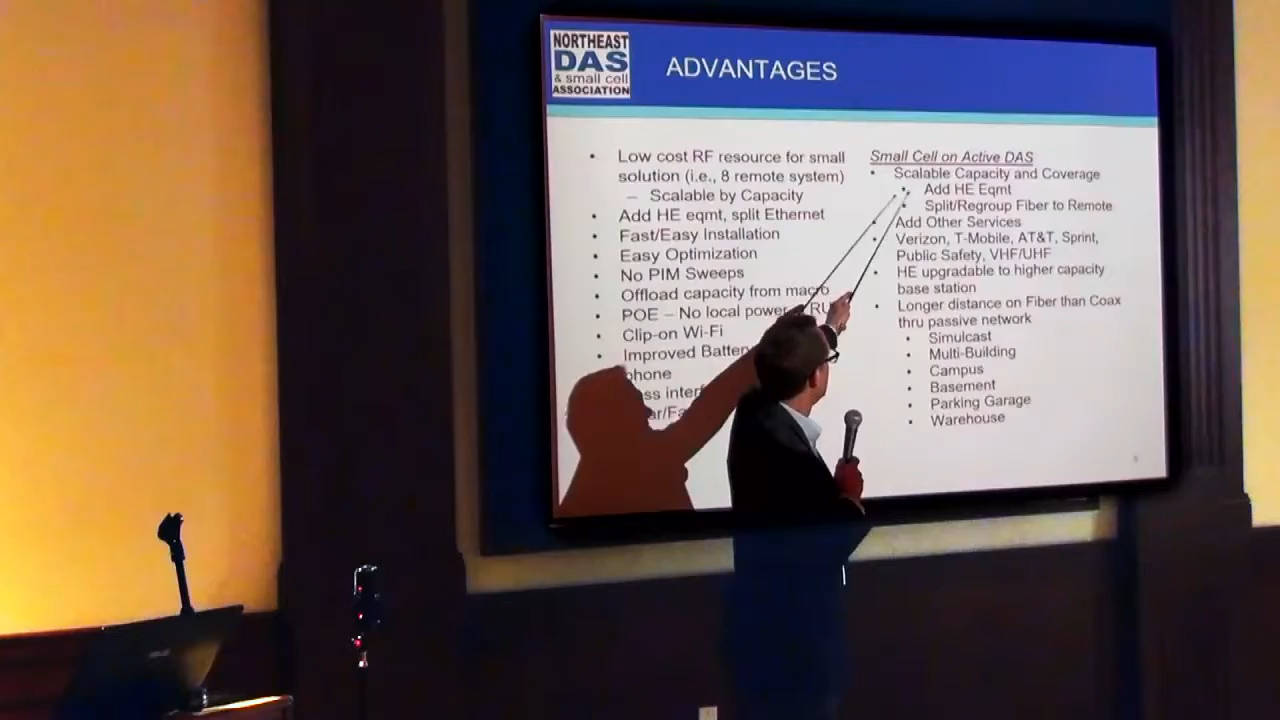 NORTHEAST
DAS
& small cell
ASSOCIATION
ADVANTAGES
Low cost RF resource for small
solution (i.e., 8 remote system)
– Scalable by Capacity
Add HE eqmt, split Ethernet
Fast/Easy Installation
Easy Optimization
No PIM Sweeps
Offload capacity from macro
POE – No local power RU
Clip-on Wi-Fi
Improved
phone
Small Cell on Active DAS
Scalable Capacity and Coverage
Add HE Eqmt
Split/Regroup Fiber to Remote
Add Other Services
Verizon, T-Mobile, AT&T, Sprint,
Public Safety, VHF/UHF
HE upgradable to higher capacity
base station
Longer distance on Fiber than Coax
thru passive network
Simulcast
Multi-Building
Campus
Basement
Parking Garage
Warehouse